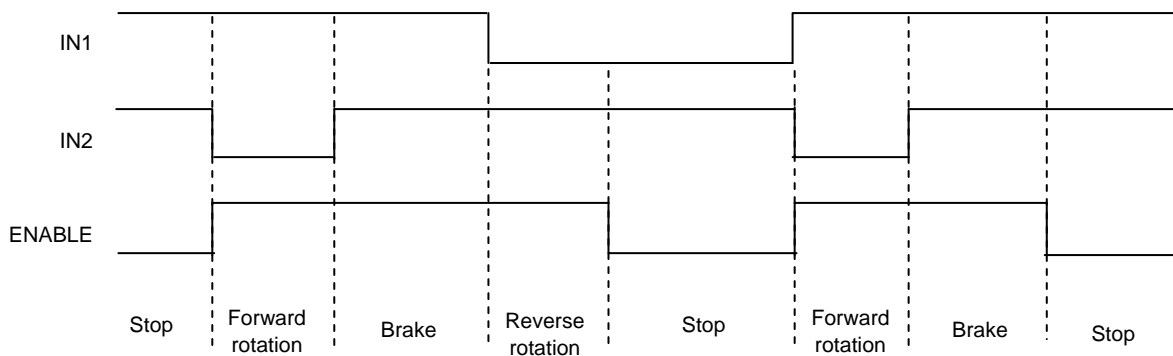 IN1
IN2
ENABLE
Stop
Forward
rotation
Brake
Reverse
rotation
Stop
Forward
rotation
Brake
Stop